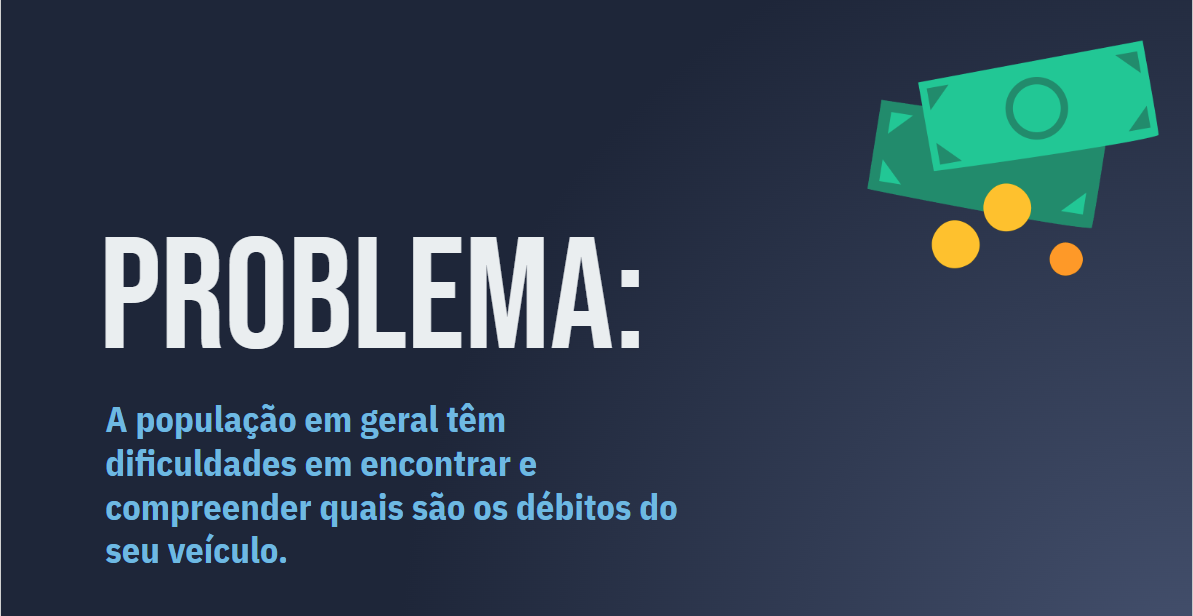 PROBLEMA:
A população em geral têm
dificuldades em encontrar e
compreender quais são os débitos do
seu veículo.